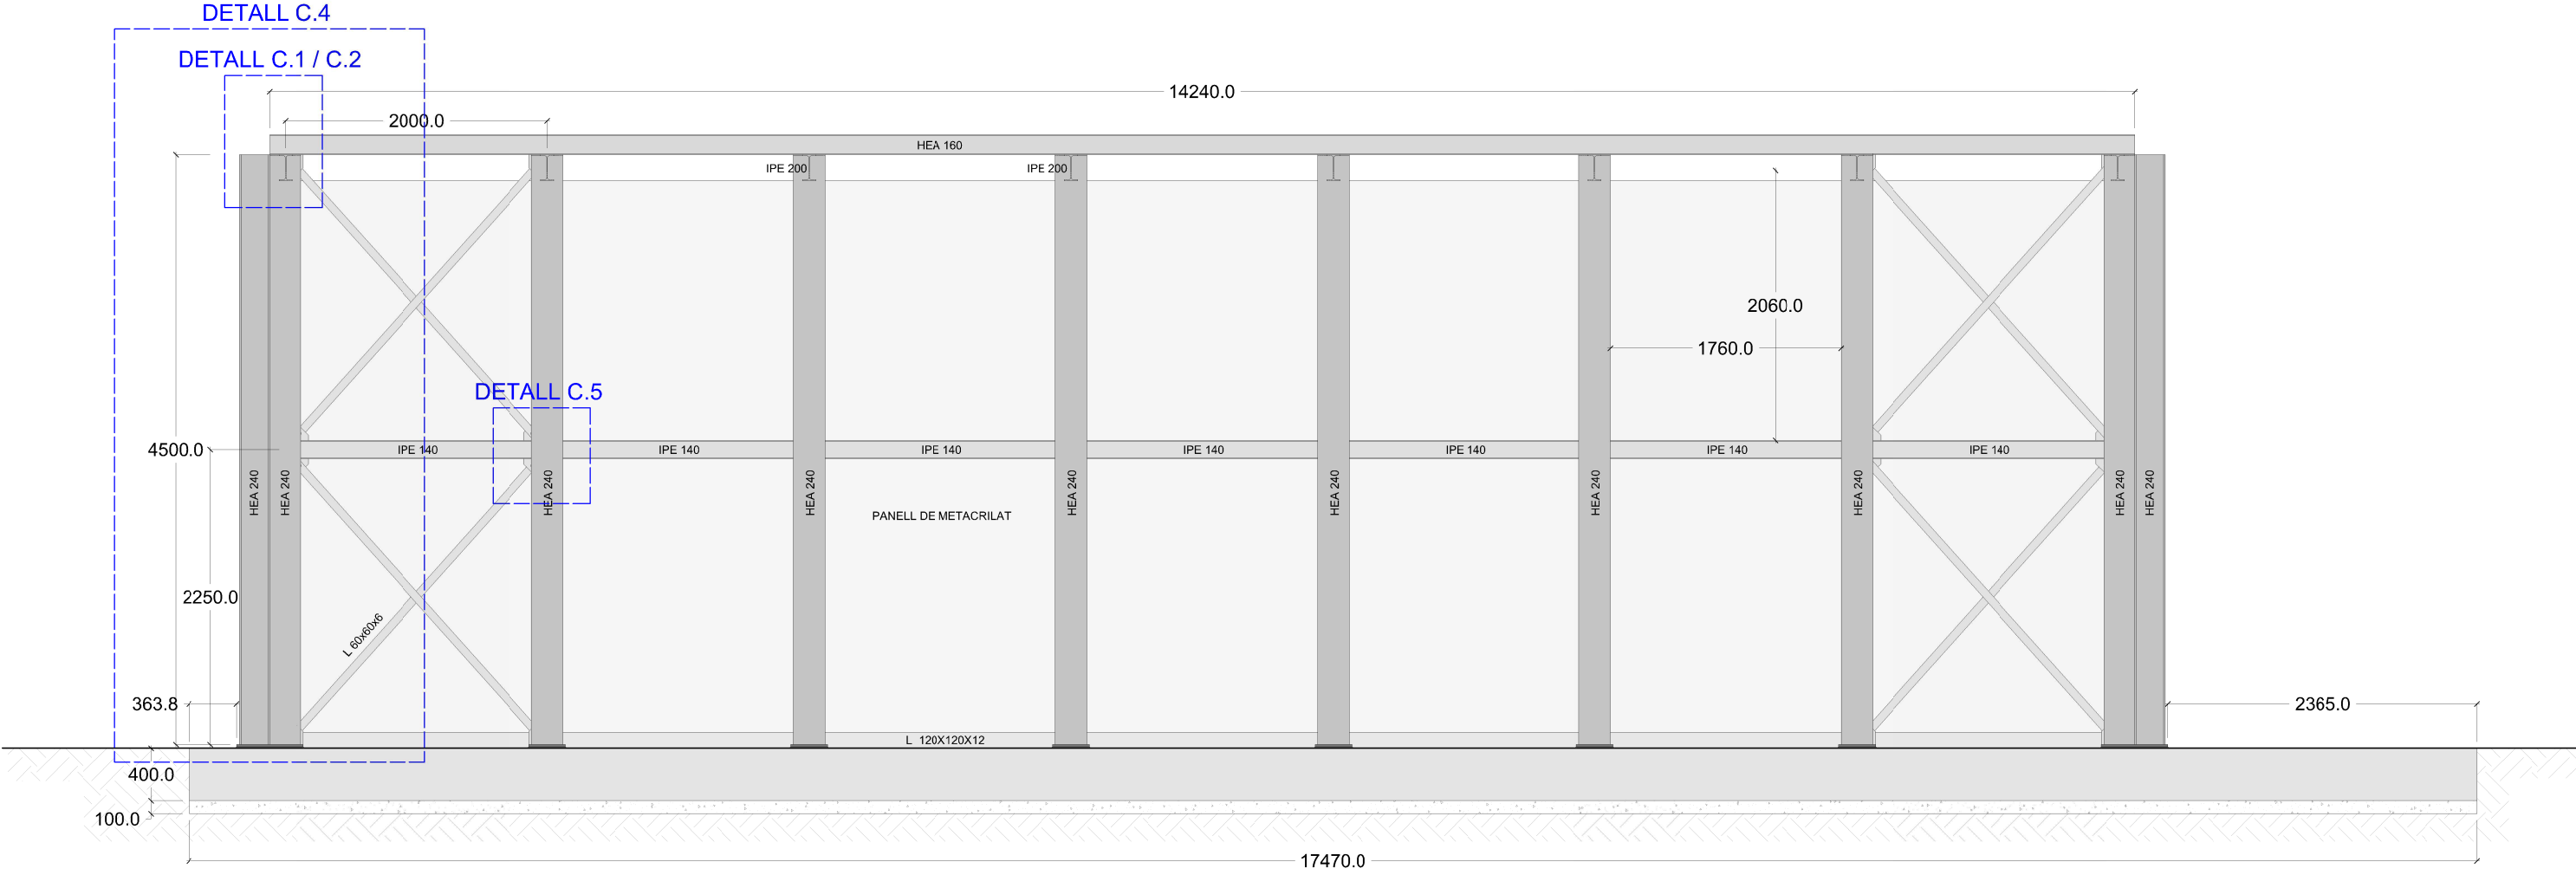 DETALL C.4
DETALL C.1 / C.2
14240.0
2000.0
HEA 160
IPE 200
IPE 200
2060.0
1760.0
DETALL C.5
4500.0
IPE 140
IPE 140
IPE 140
IPE 140
IPE 140
IPE 140
IPE 140
HEA 240
HEA 240
HEA 240
HEA 240
HEA 240
HEA 240
HEA 240
HEA 240
HEA 240
HEA 240
PANELL DE METACRILAT
2250.0
L 60x60x6
363.8
2365.0
L 120X120X12
400.0
100.0
17470.0